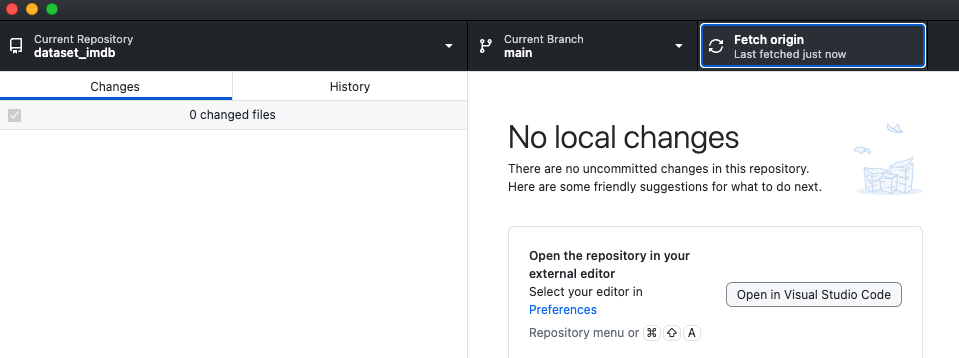 Current Repository
dataset_imdb
Current Branch
main
Fetch origin
Last fetched just now
Changes
History
0 changed files
No local changes
There are no uncommitted changes in this repository.
Here are some friendly suggestions for what to do next.
Open the repository in your
external editor
Select your editor in
Preferences
Repository menu or ⌘ ⇧ A
Open in Visual Studio Code